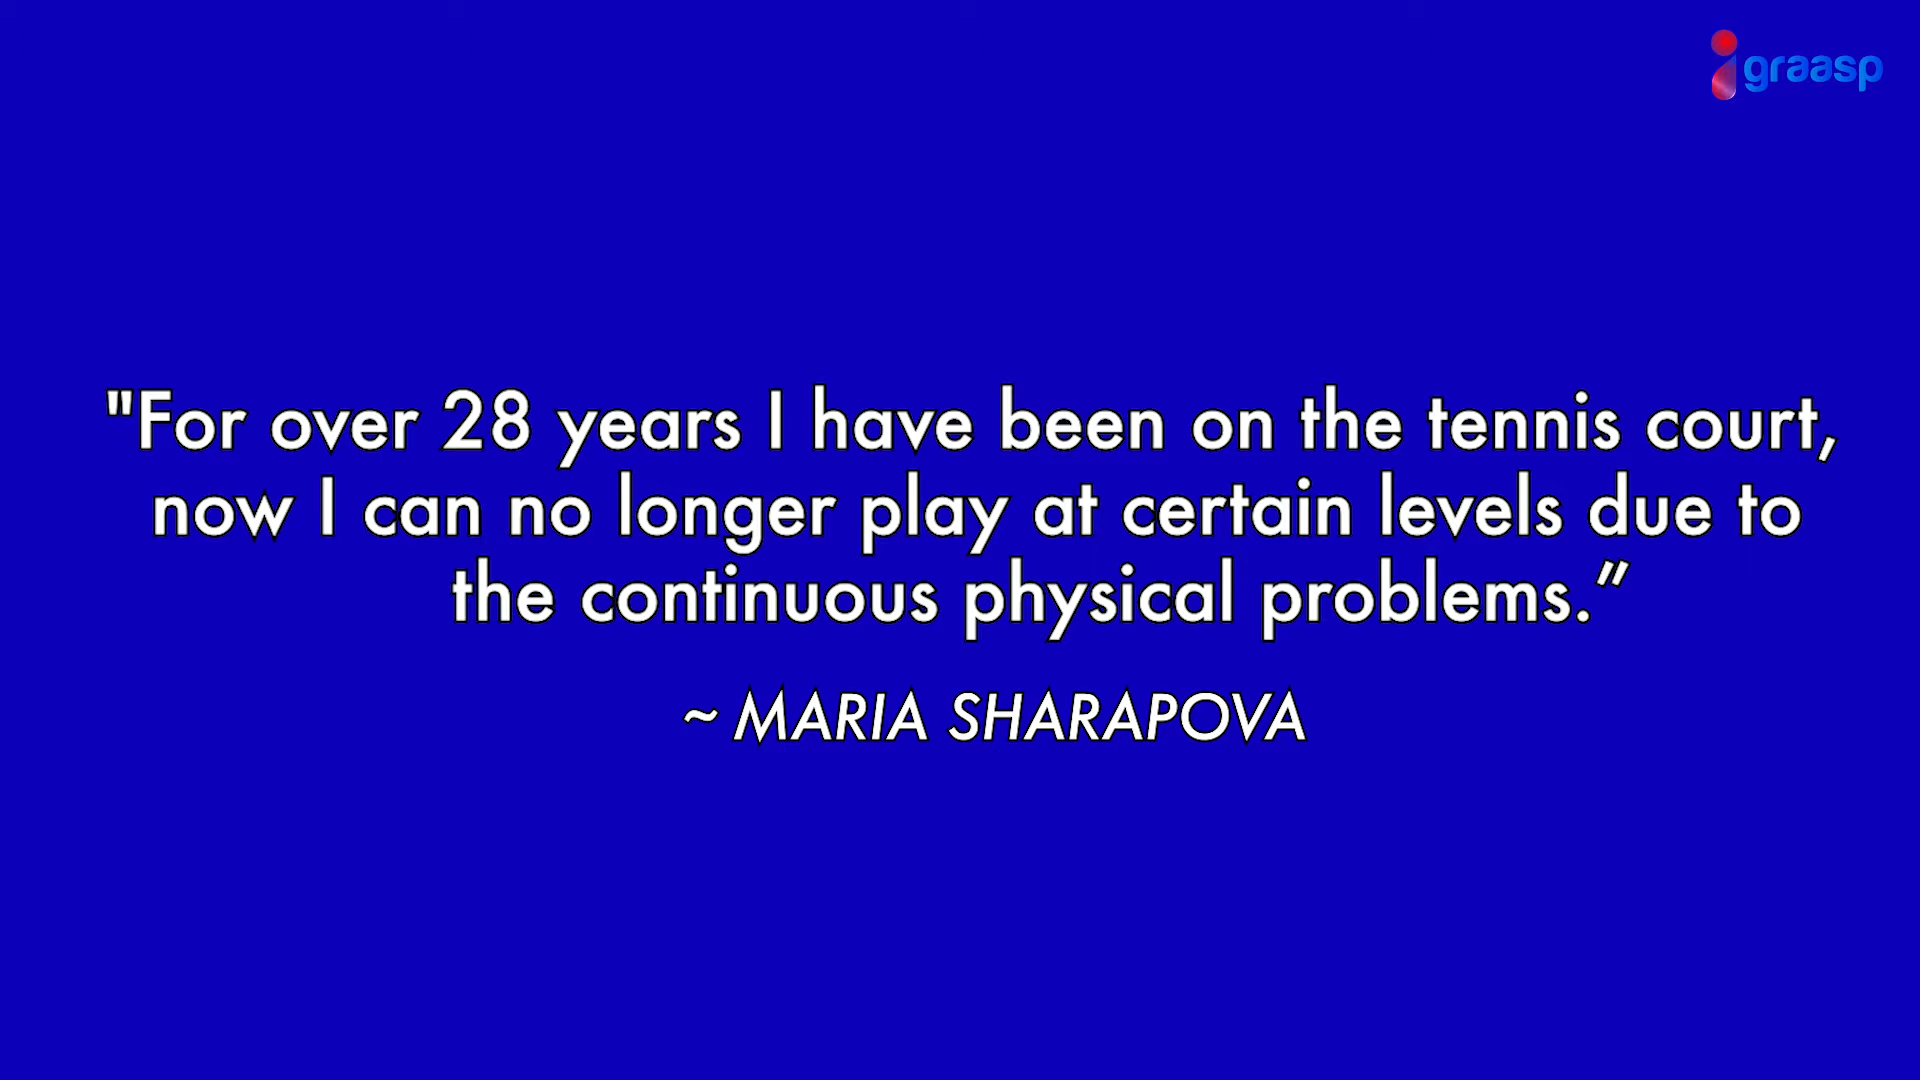 igraasp
"For over 28 years I have been on the tennis court,
now I can no longer play at certain levels due to
the continuous physical problems.”
~ MARIA SHARAPOVA